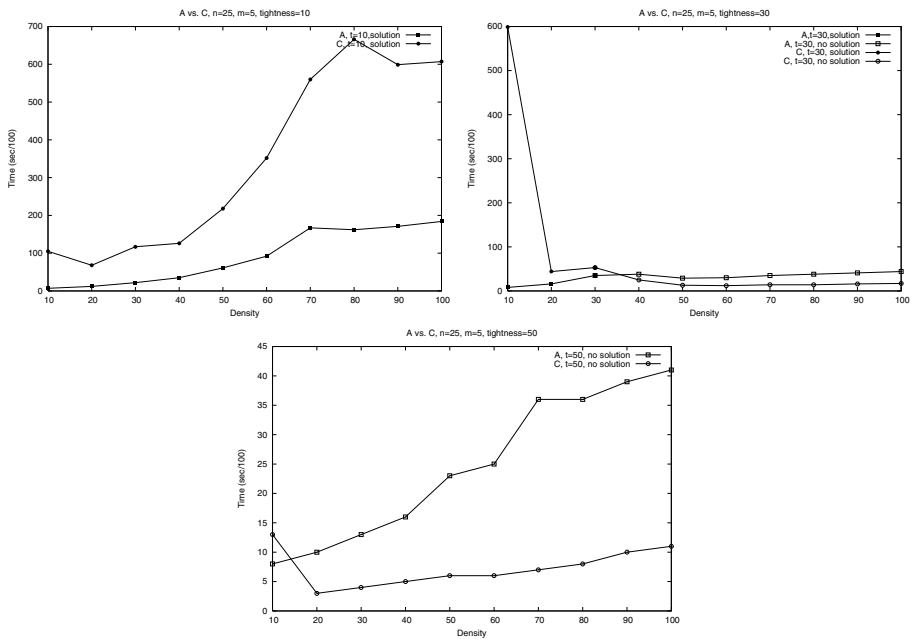 A vs. C, n=25, m=5, tightness=10
700
600
500
400
300
200
100
0
10 20 30 40 50 60 70 80 90 100
Time (sec/100)
Density
A, t=10,solution
C, t=10, solution
A vs. C, n=25, m=5, tightness=30
600
500
400
300
200
100
0
10 20 30 40 50 60 70 80 90 100
Time (sec/100)
Density
A,t=30,solution
A, t=30, no solution
C, t=30, solution
C, t=30, no solution
A vs. C, n=25, m=5, tightness=50
45
40
35
30
25
20
15
10
5
0
10 20 30 40 50 60 70 80 90 100
Time (sec/100)
Density
A, t=50, no solution
C, t=50, no solution